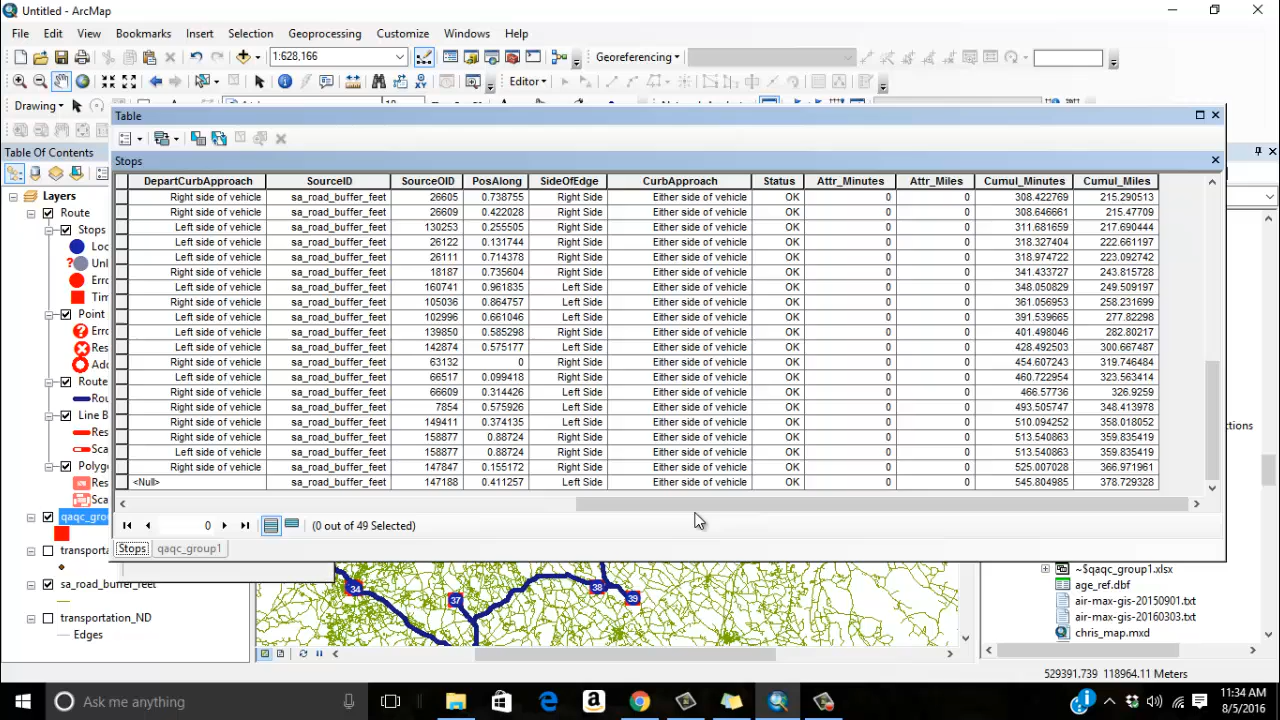 Untitled - ArcMap
File Edit View Bookmarks Insert Selection Geoprocessing Customize Windows Help
1:628,166 Georeferencing
Editor
Drawing
Table Of Contents
Layers
Route
Stops
Loc
Unl
Erro
Tim
Point
Erro
Res
Add
Route
Rou
Line B
Res
Sca
Polyg
Res
Sca
qaqc_grou
transporta
sa_road_buffer_feet
transportation_ND
Edges
Table
Stops
DepartCurbApproach SourceID SourceOID PosAlong SideOfEdge CurbApproach Status Attr_Minutes Attr_Miles Cumul_Minutes Cumul_Miles
Right side of vehicle sa_road_buffer_feet 26605 0.738755 Right Side Either side of vehicle OK 0 0 308.422769 215.290513
Right side of vehicle sa_road_buffer_feet 26609 0.422028 Right Side Either side of vehicle OK 0 0 308.646661 215.47709
Left side of vehicle sa_road_buffer_feet 130253 0.255505 Right Side Either side of vehicle OK 0 0 311.681659 217.690444
Left side of vehicle sa_road_buffer_feet 26122 0.131744 Right Side Either side of vehicle OK 0 0 318.327404 222.661197
Left side of vehicle sa_road_buffer_feet 26111 0.714378 Right Side Either side of vehicle OK 0 0 318.974722 223.092742
Right side of vehicle sa_road_buffer_feet 18187 0.735604 Right Side Either side of vehicle OK 0 0 341.433727 243.815728
Left side of vehicle sa_road_buffer_feet 160741 0.961835 Left Side Either side of vehicle OK 0 0 348.050829 249.509197
Right side of vehicle sa_road_buffer_feet 105036 0.864757 Left Side Either side of vehicle OK 0 0 361.056953 258.231699
Right side of vehicle sa_road_buffer_feet 102996 0.661046 Left Side Either side of vehicle OK 0 0 391.539665 277.82298
Right side of vehicle sa_road_buffer_feet 139850 0.585298 Right Side Either side of vehicle OK 0 0 401.498046 282.80217
Left side of vehicle sa_road_buffer_feet 142874 0.575177 Left Side Either side of vehicle OK 0 0 428.492503 300.667487
Right side of vehicle sa_road_buffer_feet 63132 0 Right Side Either side of vehicle OK 0 0 454.607243 319.746484
Left side of vehicle sa_road_buffer_feet 66517 0.099418 Right Side Either side of vehicle OK 0 0 460.722954 323.563414
Right side of vehicle sa_road_buffer_feet 66609 0.314426 Left Side Either side of vehicle OK 0 0 466.57736 326.9259
Right side of vehicle sa_road_buffer_feet 7854 0.575926 Left Side Either side of vehicle OK 0 0 493.505747 348.413978
Right side of vehicle sa_road_buffer_feet 149411 0.374135 Left Side Either side of vehicle OK 0 0 510.094252 358.018052
Right side of vehicle sa_road_buffer_feet 158877 0.88724 Right Side Either side of vehicle OK 0 0 513.540863 359.835419
Left side of vehicle sa_road_buffer_feet 158877 0.88724 Left Side Either side of vehicle OK 0 0 513.540863 359.835419
Right side of vehicle sa_road_buffer_feet 147847 0.155172 Left Side Either side of vehicle OK 0 0 525.007028 366.971961
<Null> sa_road_buffer_feet 147188 0.411257 Left Side Either side of vehicle OK 0 0 545.804985 378.729328
0 (0 out of 49 Selected)
Stops qaqc_group1
34 37 38 39
ctions
~$qaqc_group1.xlsx
age_ref.dbf
air-max-gis-20150901.txt
air-max-gis-20160303.txt
chris_map.mxd
529391.739 118964.11 Meters
Ask me anything
11:34 AM
8/5/2016